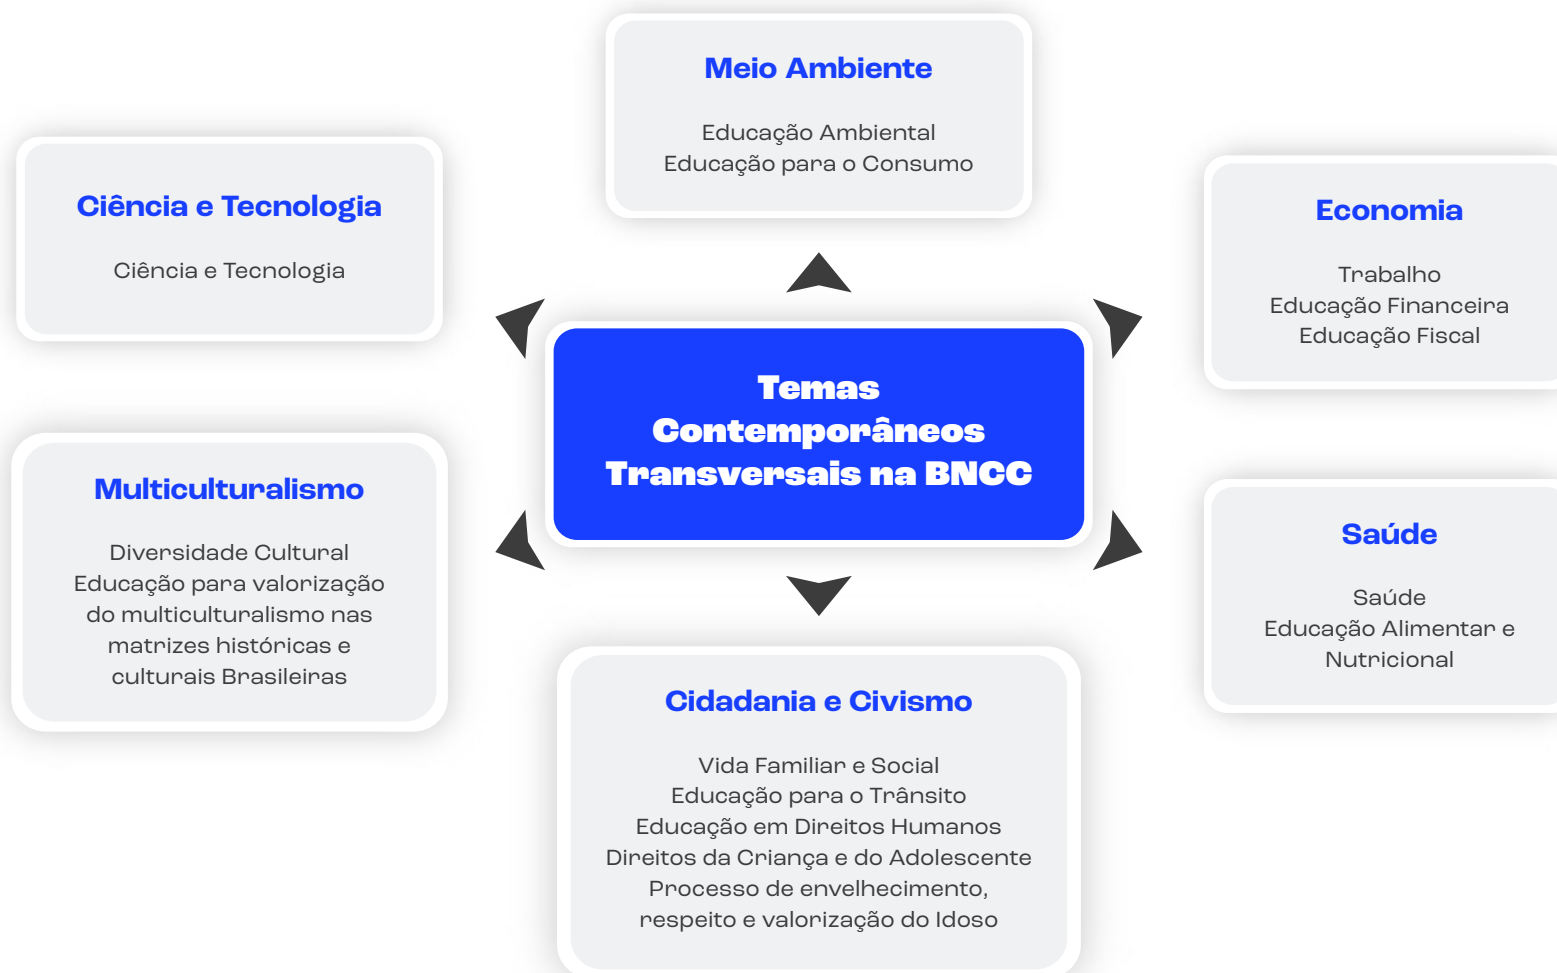 Meio Ambiente
Educação Ambiental
Educação para o Consumo
Ciência e Tecnologia
Ciência e Tecnologia
Economia
Trabalho
Educação Financeira
Educação Fiscal
Temas
Contemporâneos
Transversais na BNCC
Multiculturalismo
Diversidade Cultural
Educação para valorização
do multiculturalismo nas
matrizes históricas e
culturais Brasileiras
Saúde
Saúde
Educação Alimentar e
Nutricional
Cidadania e Civismo
Vida Familiar e Social
Educação para o Trânsito
Educação em Direitos Humanos
Direitos da Criança e do Adolescente
Processo de envelhecimento,
respeito e valorização do Idoso